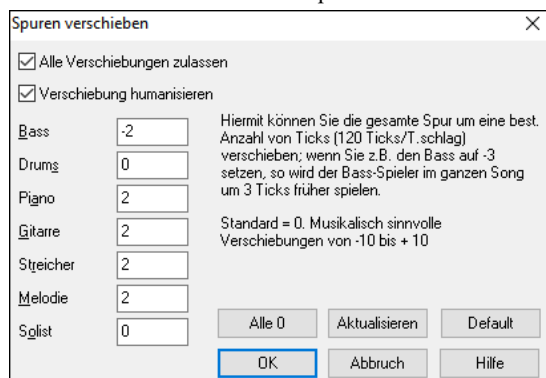 Spuren verschieben
Alle Verschiebungen zulassen
Verschiebung humanisieren
Bass -2
Drums 0
Piano 2
Gitarre 2
Streicher 2
Melodie 2
Solist 0
Hiermit können Sie die gesamte Spur um eine best.
Anzahl von Ticks (120 Ticks/T.schlag)
verschieben; wenn Sie z.B. den Bass auf -3
setzen, so wird der Bass-Spieler im ganzen Song
um 3 Ticks früher spielen.
Standard = 0. Musikalisch sinnvolle
Verschiebungen von -10 bis + 10
Alle 0 Aktualisieren Default
OK Abbruch Hilfe